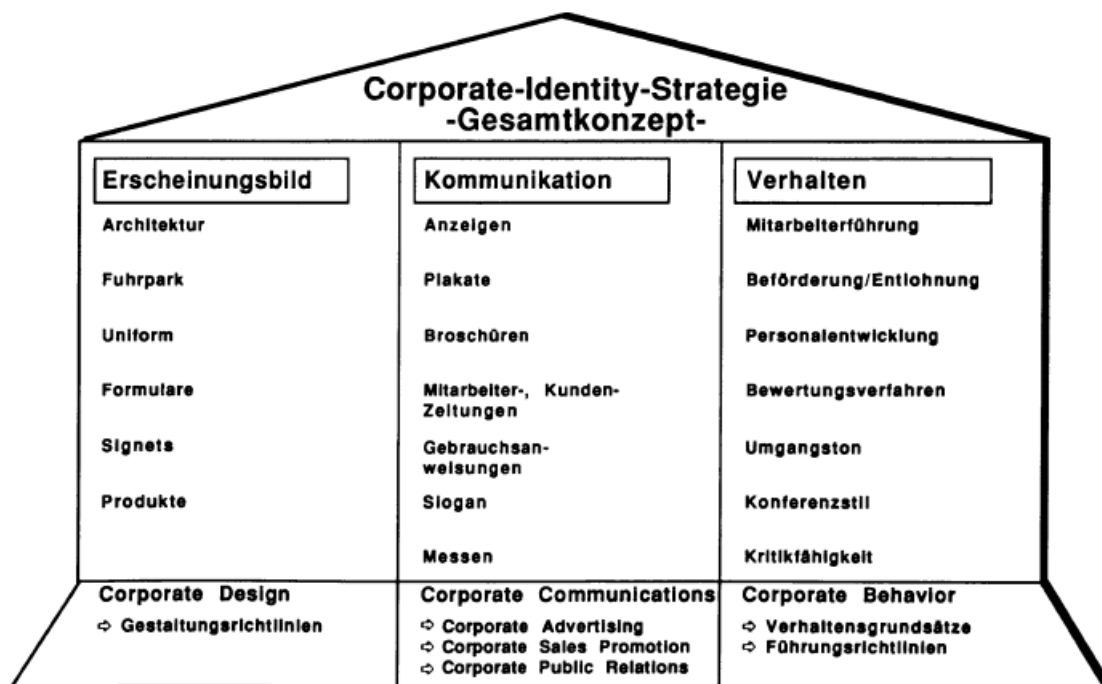 Corporate-Identity-Strategie
-Gesamtkonzept-
Erscheinungsbild
Architektur
Fuhrpark
Uniform
Formulare
Signets
Produkte
Corporate Design
⇨ Gestaltungsrichtlinien
Kommunikation
Anzeigen
Plakate
Broschüren
Mitarbeiter-, Kunden-
Zeitungen
Gebrauchsan-
weisungen
Slogan
Messen
Corporate Communications
⇨ Corporate Advertising
⇨ Corporate Sales Promotion
⇨ Corporate Public Relations
Verhalten
Mitarbeiterführung
Beförderung/Entlohnung
Personalentwicklung
Bewertungsverfahren
Umgangston
Konferenzstil
Kritikfähigkeit
Corporate Behavior
⇨ Verhaltensgrundsätze
⇨ Führungsrichtlinien